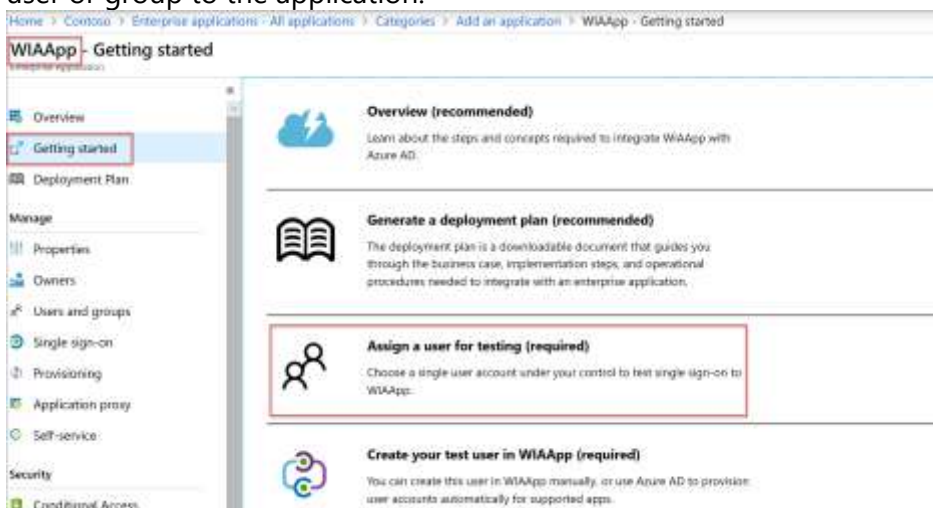 user or group to the application.
Home > Contoso > Enterprise applications - All applications > Categories > Add an application > WIAApp - Getting started
WIAApp - Getting started
Enterprise Application
Overview
Getting started
Deployment Plan
Manage
Properties
Owners
Users and groups
Single sign-on
Provisioning
Application proxy
Self-service
Security
Conditional Access
Overview (recommended)
Learn about the steps and concepts required to integrate WIAApp with
Azure AD.
Generate a deployment plan (recommended)
The deployment plan is a downloadable document that guides you
through the business case, implementation steps, and operational
procedures needed to integrate with an enterprise application.
Assign a user for testing (required)
Choose a single user account under your control to test single sign-on to
WIAApp.
Create your test user in WIAApp (required)
You can create this user in WIAApp manually, or use Azure AD to provision
user accounts automatically for supported apps.